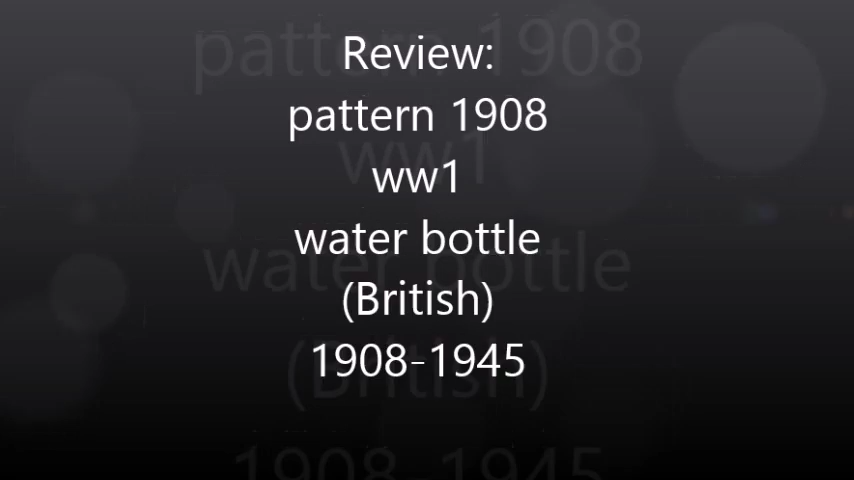 Review:
pattern 1908
ww1
water bottle
(British)
1908-1945